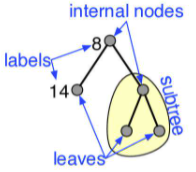 internal nodes
8
labels
14
subtree
leaves